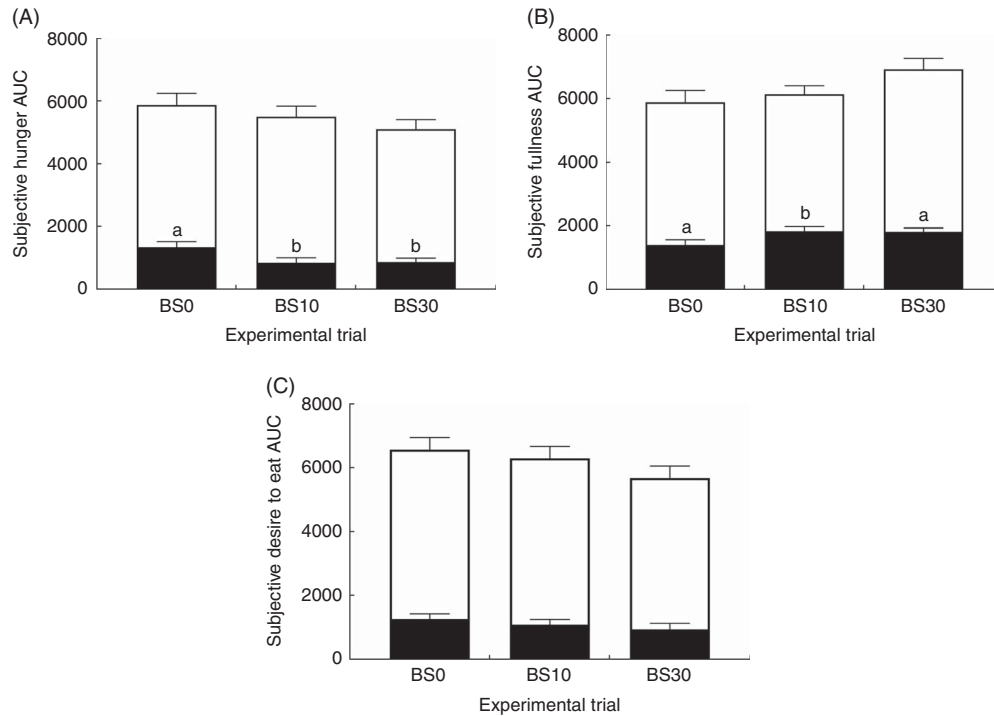 (A)
8000
6000
4000
2000
0
Subjective hunger AUC
a
b
b
BS0 BS10 BS30
Experimental trial
(B)
8000
6000
4000
2000
0
Subjective fullness AUC
a
b
a
BS0 BS10 BS30
Experimental trial
(C)
8000
6000
4000
2000
0
Subjective desire to eat AUC
BS0 BS10 BS30
Experimental trial